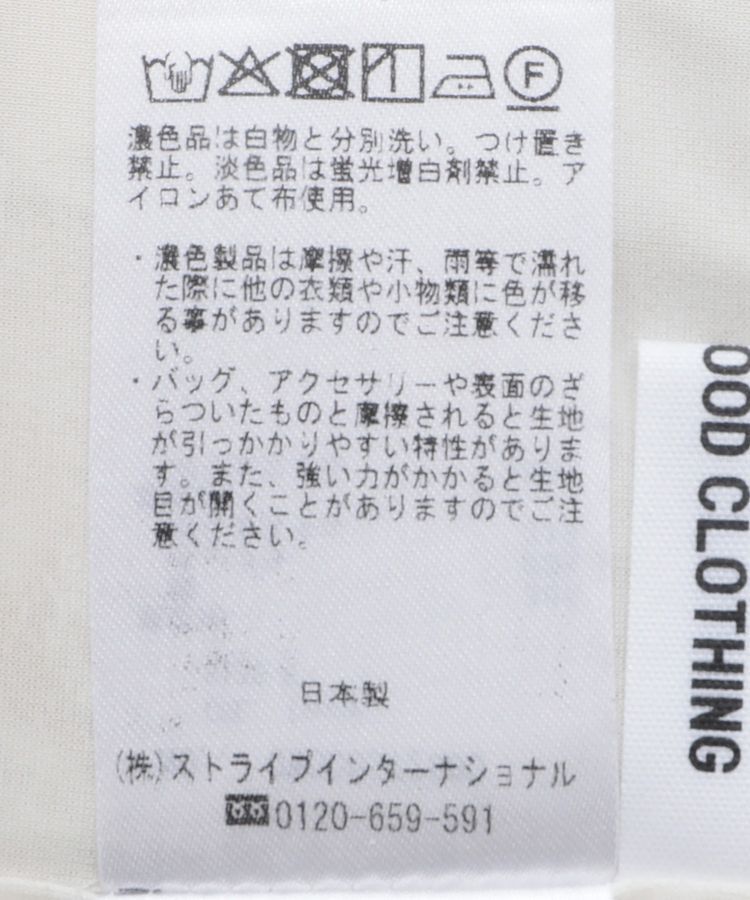 F
濃色品は白物と分別洗い。つけ置き
禁止。淡色品は蛍光増白剤禁止。ア
イロンあて布使用。
・濃色製品は摩擦や汗、雨等で濡れ
た際に他の衣類や小物類に色が移
る事がありますのでご注意くださ
い。
・バッグ、アクセサリーや表面のざ
らついたものと摩擦されると生地
が引っかかりやすい特性がありま
す。また、強い力がかかると生地
目が開くことがありますのでご注
意ください。
日本製
(株)ストライプインターナショナル
0120-659-591
OOD CLOTHING